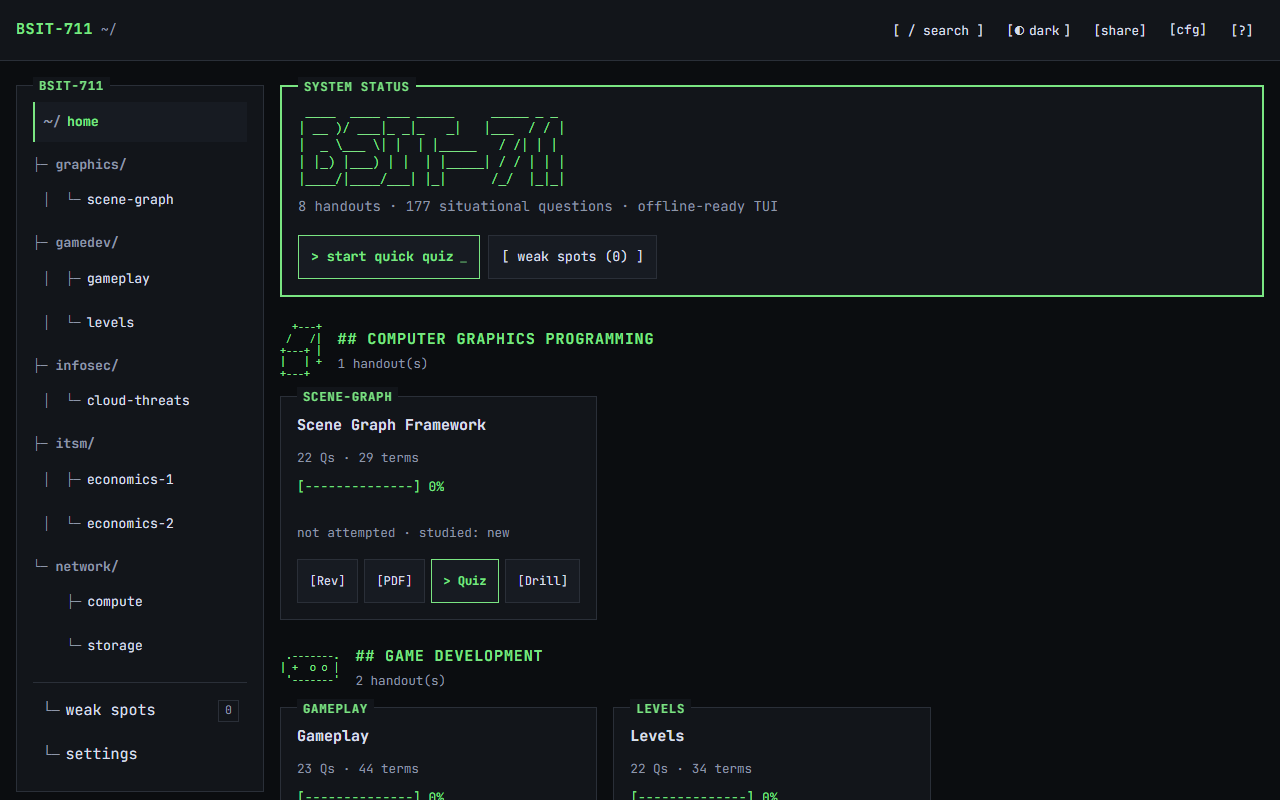 BSIT-711 ~/
[ / search ] [◐ dark ] [share] [cfg] [?]
BSIT-711
~/ home
├─ graphics/
│ └─ scene-graph
├─ gamedev/
│ ├─ gameplay
│ └─ levels
├─ infosec/
│ └─ cloud-threats
├─ itsm/
│ ├─ economics-1
│ └─ economics-2
└─ network/
├─ compute
└─ storage
└─ weak spots 0
└─ settings
SYSTEM STATUS
BSIT-711
8 handouts · 177 situational questions · offline-ready TUI
> start quick quiz _ [ weak spots (0) ]
## COMPUTER GRAPHICS PROGRAMMING
1 handout(s)
SCENE-GRAPH
Scene Graph Framework
22 Qs · 29 terms
[--------------] 0%
not attempted · studied: new
[Rev] [PDF] > Quiz [Drill]
## GAME DEVELOPMENT
2 handout(s)
GAMEPLAY
Gameplay
23 Qs · 44 terms
[--------------] 0%
LEVELS
Levels
22 Qs · 34 terms
[--------------] 0%